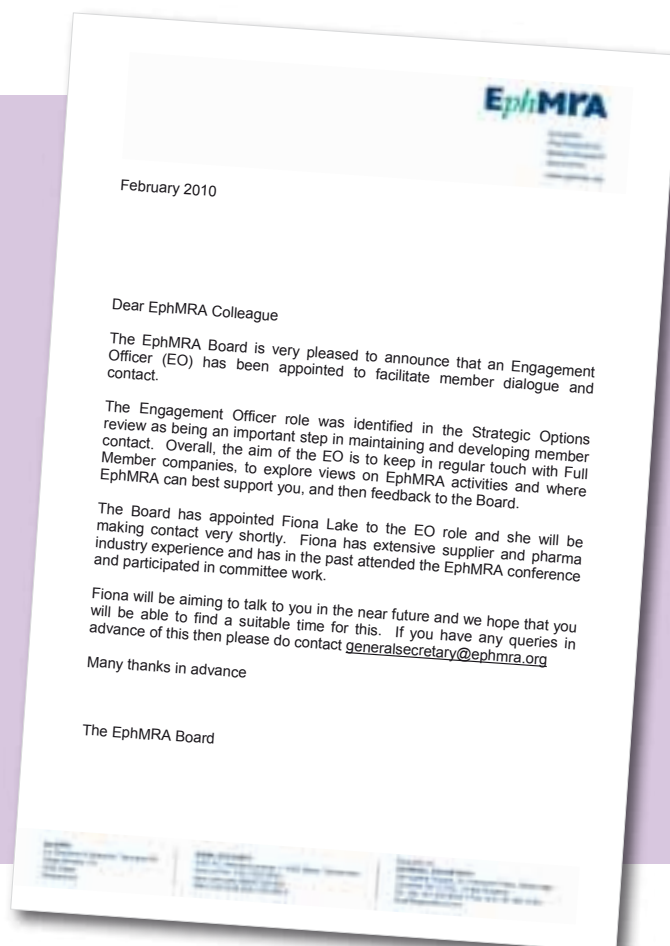 EphMRA
February 2010
Dear EphMRA Colleague
The EphMRA Board is very pleased to announce that an Engagement
Officer (EO) has been appointed to facilitate member dialogue and
contact.
The Engagement Officer role was identified in the Strategic Options
review as being an important step in maintaining and developing member
contact. Overall, the aim of the EO is to keep in regular touch with Full
Member companies, to explore views on EphMRA activities and where
EphMRA can best support you, and then feedback to the Board.
The Board has appointed Fiona Lake to the EO role and she will be
making contact very shortly. Fiona has extensive supplier and pharma
industry experience and has in the past attended the EphMRA conference
and participated in committee work.
Fiona will be aiming to talk to you in the near future and we hope that you
will be able to find a suitable time for this. If you have any queries in
advance of this then please do contact generalsecretary@ephmra.org
Many thanks in advance
The EphMRA Board